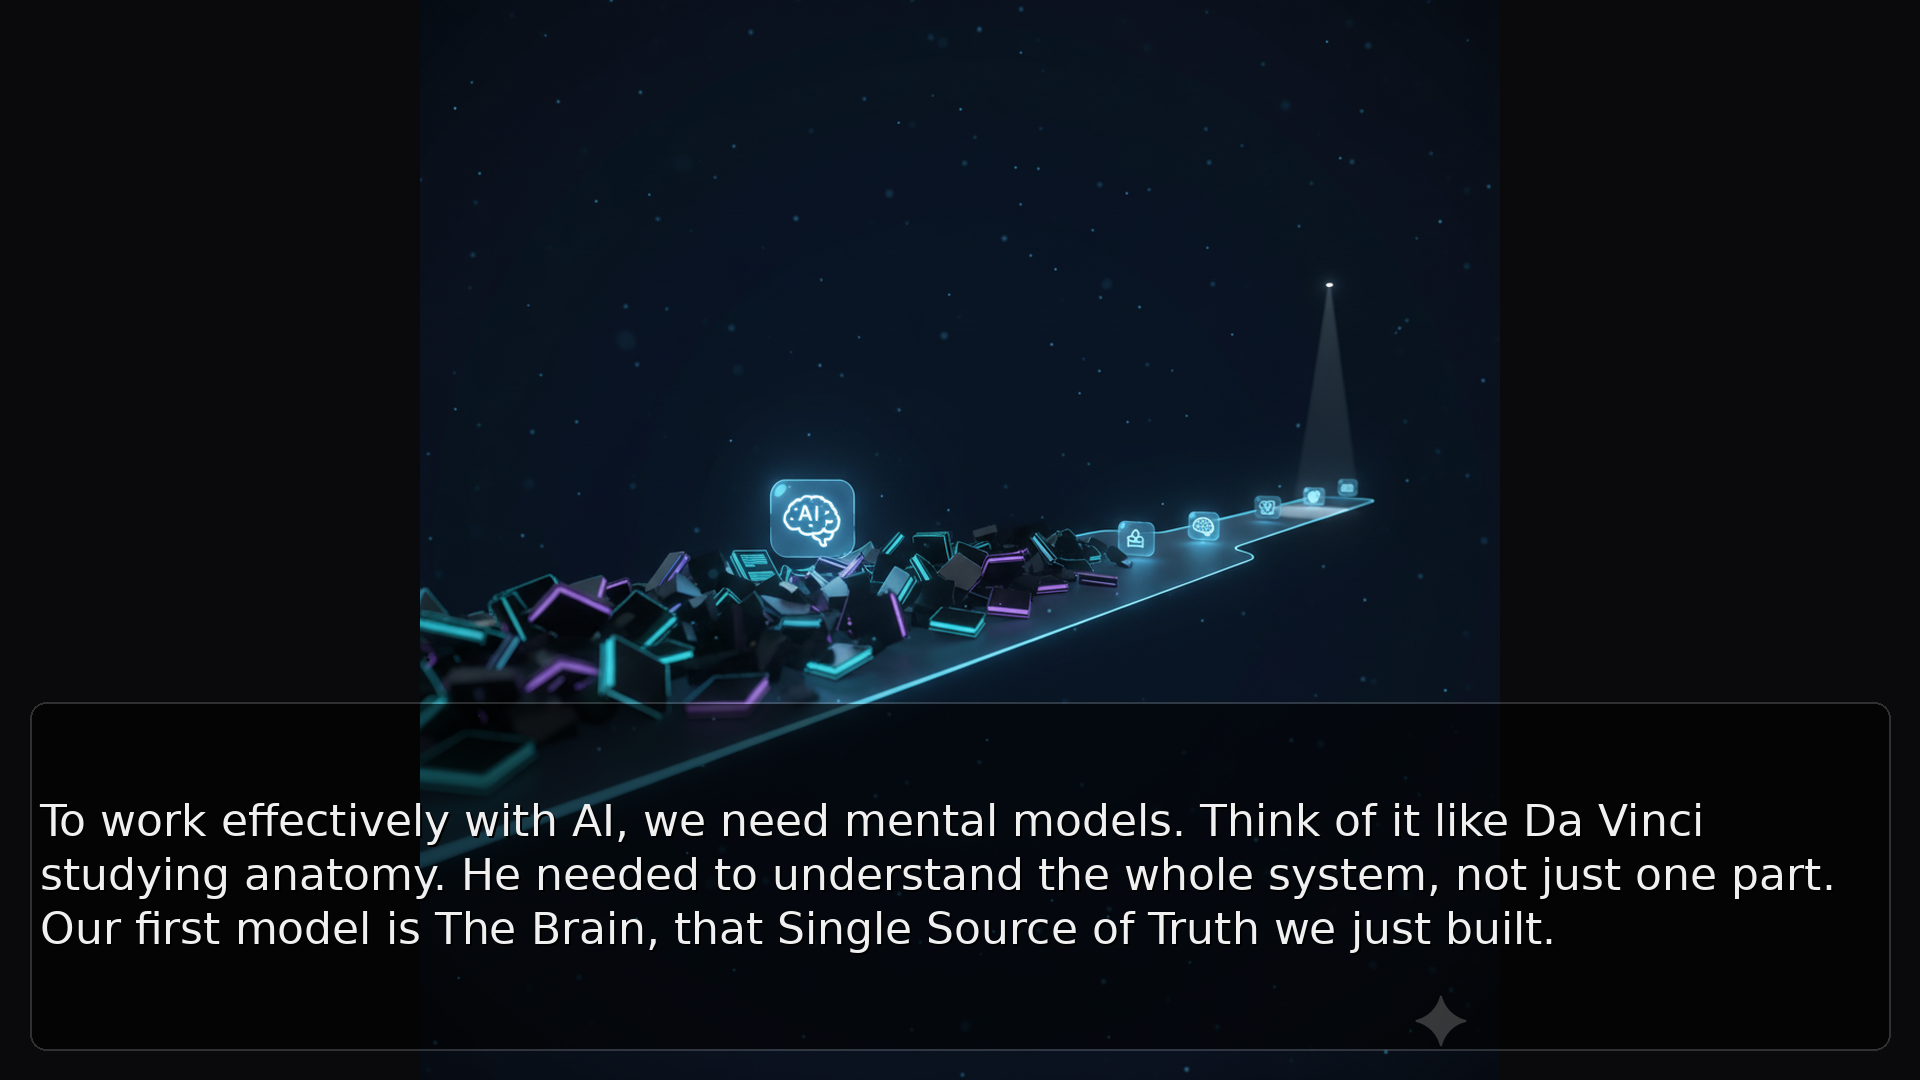 AI
To work effectively with AI, we need mental models. Think of it like Da Vinci
studying anatomy. He needed to understand the whole system, not just one part.
Our first model is The Brain, that Single Source of Truth we just built.